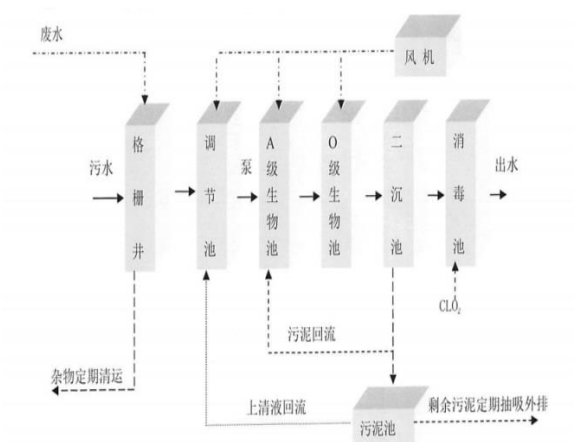 废水
风机
污水
格栅井
调节池
泵
A级生物池
O级生物池
二沉池
消毒池
出水
CLO₂
污泥回流
杂物定期清运
上清液回流
污泥池
剩余污泥定期抽吸外排